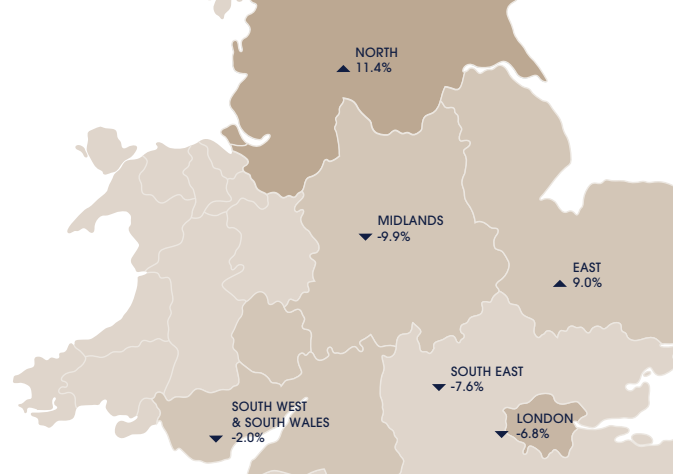 NORTH
11.4%
MIDLANDS
-9.9%
EAST
9.0%
SOUTH EAST
-7.6%
SOUTH WEST
& SOUTH WALES
-2.0%
LONDON
-6.8%